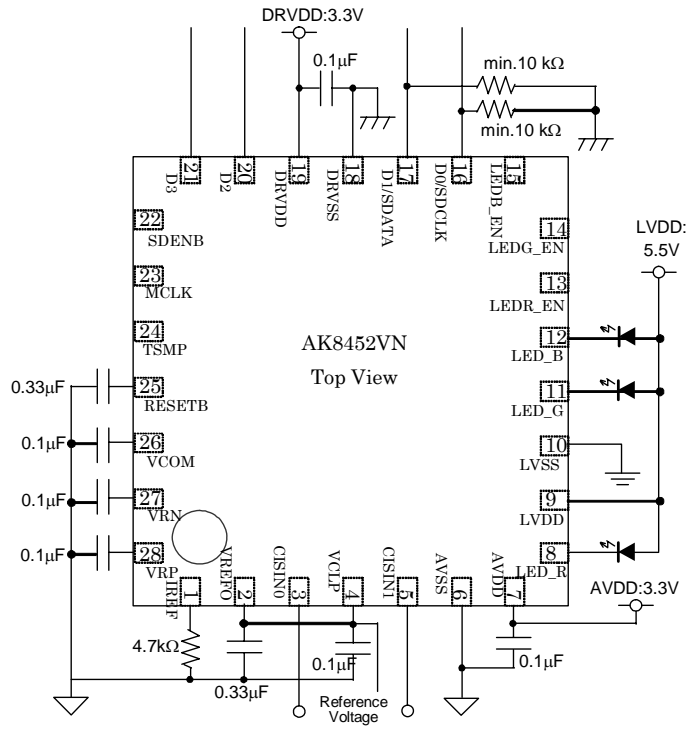 DRVDD:3.3V
0.1μF
min.10 kΩ
min.10 kΩ
21
20
19
18
17
16
15
D3
D2
DRVDD
DRVSS
D1/SDATA
D0/SDCLK
LEDB_EN
22
SDENB
23
MCLK
24
TSMP
0.33μF
25
RESETB
0.1μF
26
VCOM
0.1μF
27
VRN
0.1μF
28
VRP
AK8452VN
Top View
14
LEDG_EN
13
LEDR_EN
12
LED_B
11
LED_G
10
LVSS
9
LVDD
8
LED_R
LVDD:
5.5V
AVDD:3.3V
IREF
VREFO
CISIN0
VCLP
CISIN1
AVSS
AVDD
1
2
3
4
5
6
7
4.7kΩ
0.33μF
0.1μF
0.1μF
Reference
Voltage